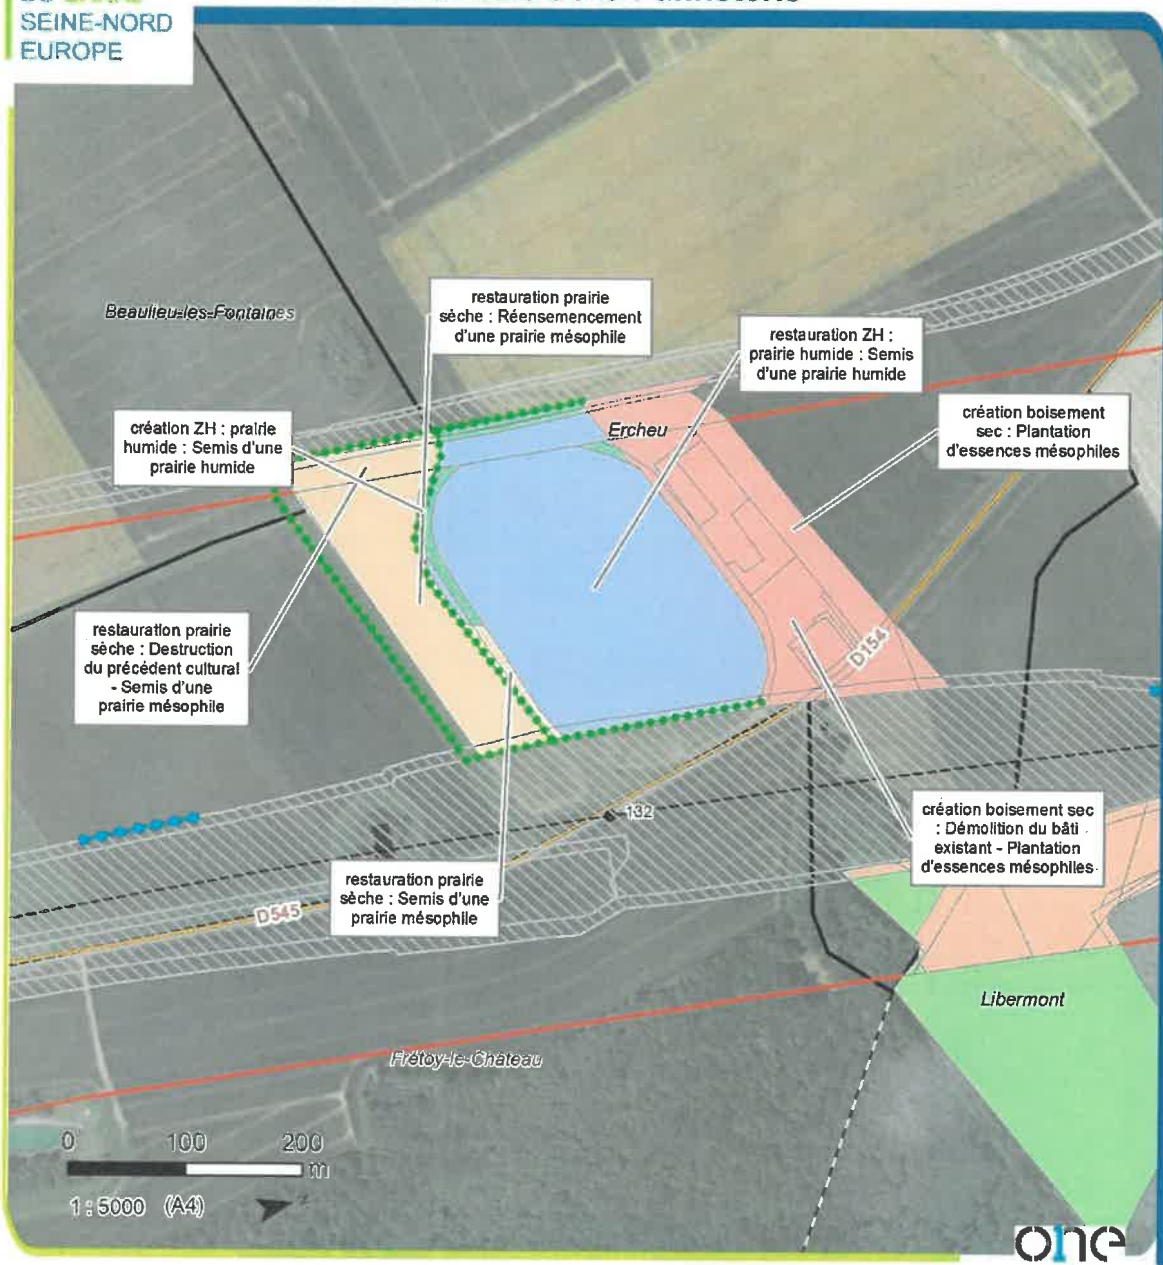 SEINE-NORD
EUROPE
Beaulieu-les-Fontaines
restauration prairie
sèche : Réensemencement
d'une prairie mésophile
restauration ZH :
prairie humide : Semis
d'une prairie humide
création boisement
sec : Plantation
d'essences mésophiles
création ZH : prairie
humide : Semis d'une
prairie humide
Ercheu
restauration prairie
sèche : Destruction
du précédent cultural
- Semis d'une
prairie mésophile
D154
132
création boisement sec
: Démolition du bâti
existant - Plantation
d'essences mésophiles
restauration prairie
sèche : Semis d'une
prairie mésophile
D545
Libermont
Frétoy-le-Château
0 100 200
m
1 : 5000 (A4)
one